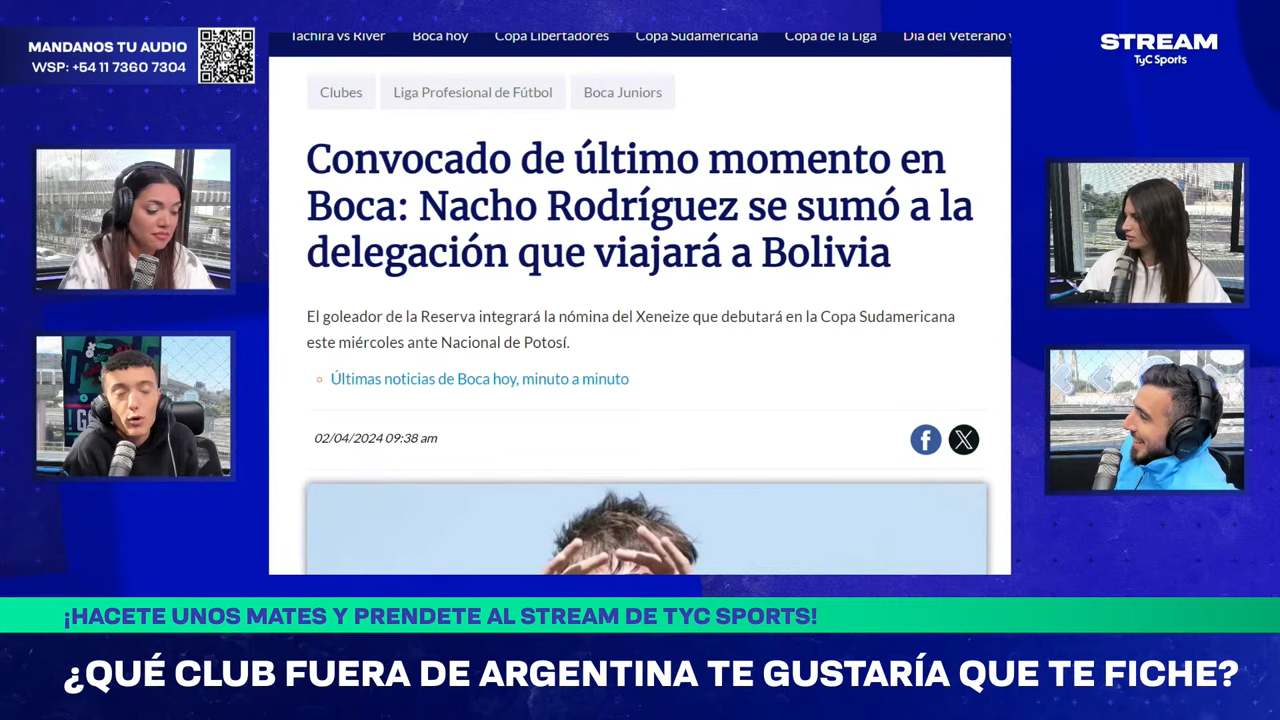 MANDANOS TU AUDIO
WSP: +54 11 7360 7304
Táchira vs River Boca hoy Copa Libertadores Copa Sudamericana Copa de la Liga Día del Veterano y
STREAM
TyC Sports
Clubes Liga Profesional de Fútbol Boca Juniors
Convocado de último momento en
Boca: Nacho Rodríguez se sumó a la
delegación que viajará a Bolivia
El goleador de la Reserva integrará la nómina del Xeneize que debutará en la Copa Sudamericana
este miércoles ante Nacional de Potosí.
Últimas noticias de Boca hoy, minuto a minuto
02/04/2024 09:38 am
¡HACETE UNOS MATES Y PRENDETE AL STREAM DE TYC SPORTS!
¿QUÉ CLUB FUERA DE ARGENTINA TE GUSTARÍA QUE TE FICHE?